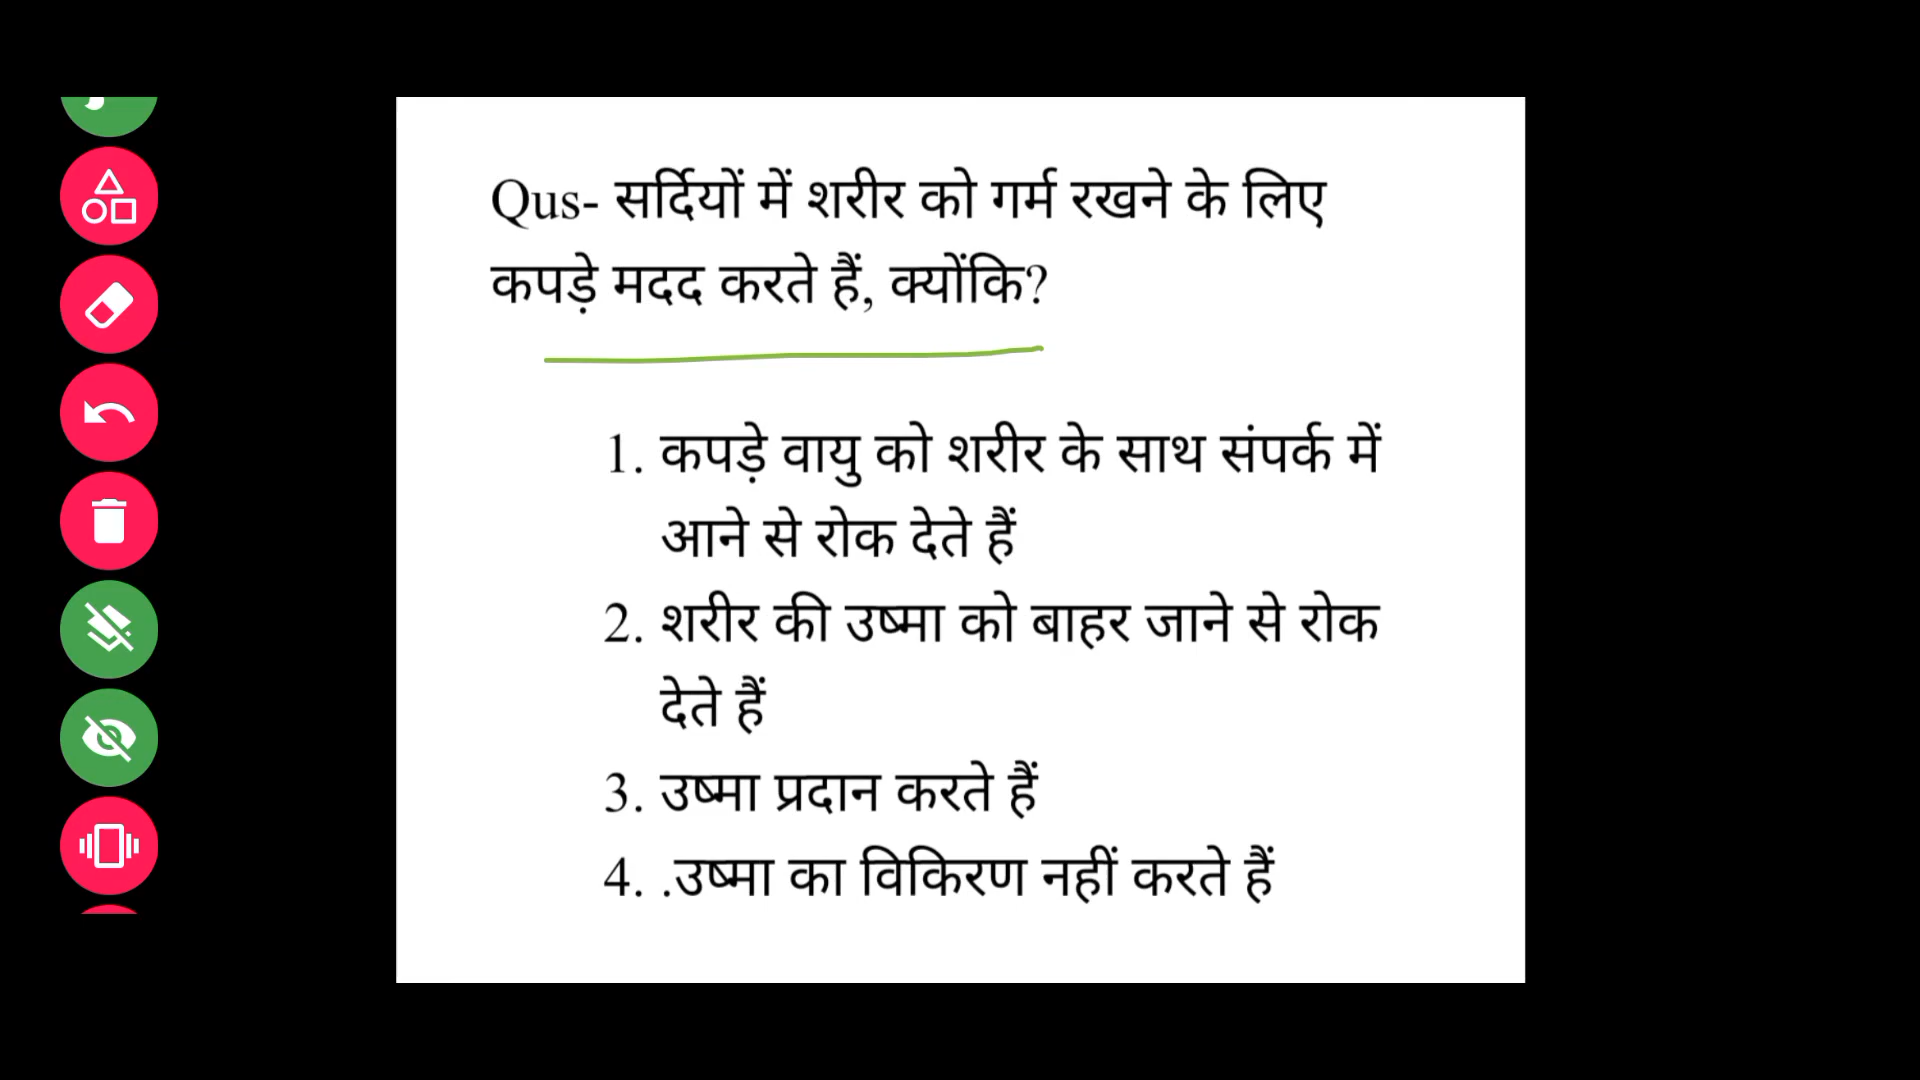 Qus- सर्दियों में शरीर को गर्म रखने के लिए
कपड़े मदद करते हैं, क्योंकि?
1. कपड़े वायु को शरीर के साथ संपर्क में
आने से रोक देते हैं
2. शरीर की उष्मा को बाहर जाने से रोक
देते हैं
3. उष्मा प्रदान करते हैं
4. .उष्मा का विकिरण नहीं करते हैं